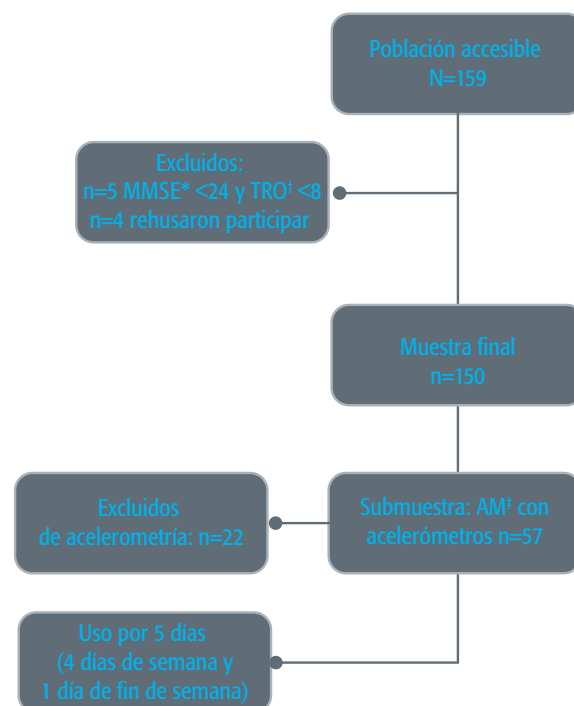 Población accesible
N=159
Excluidos:
n=5 MMSE* <24 y TRO† <8
n=4 rehusaron participar
Muestra final
n=150
Excluidos
de acelerometría: n=22
Submuestra: AM‡ con
acelerómetros n=57
Uso por 5 días
(4 días de semana y
1 día de fin de semana)